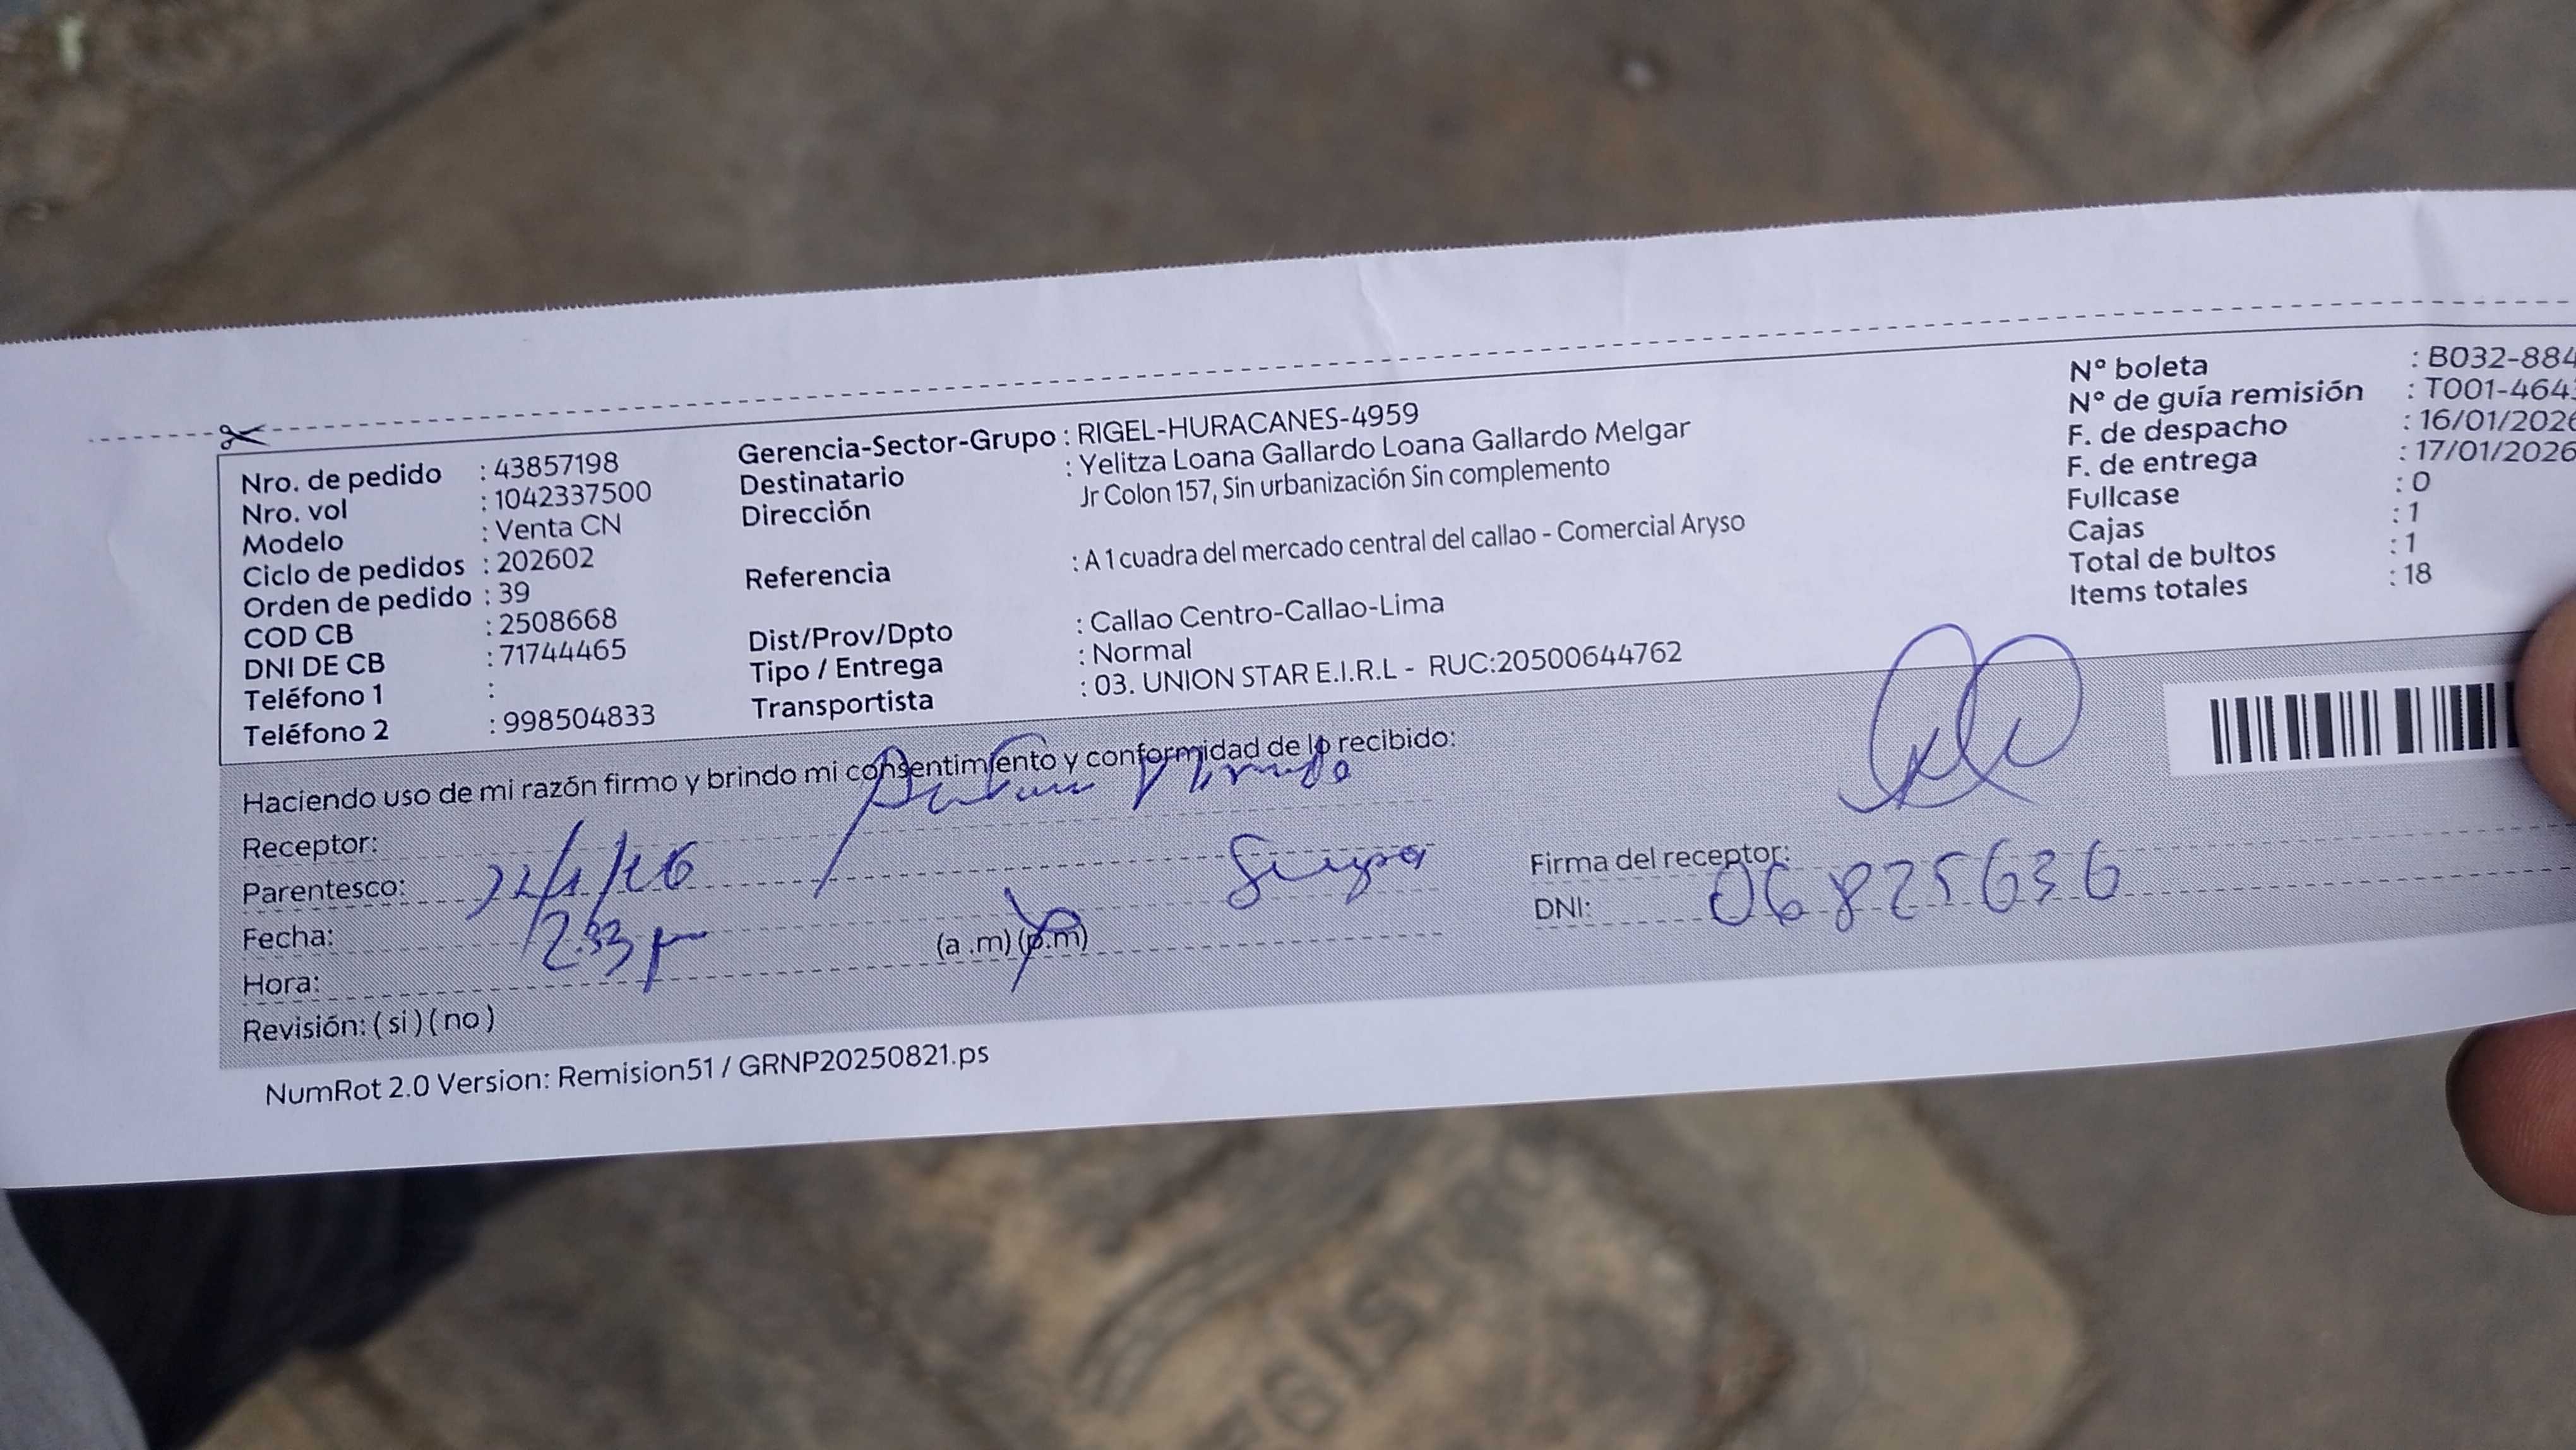 Nro. de pedido : 43857198
Nro. vol : 1042337500
Modelo : Venta CN
Ciclo de pedidos : 202602
Orden de pedido : 39
COD CB : 2508668
DNI DE CB : 71744465
Teléfono 1 :
Teléfono 2 : 998504833
Gerencia-Sector-Grupo : RIGEL-HURACANES-4959
Destinatario : Yelitza Loana Gallardo Loana Gallardo Melgar
Dirección Jr Colon 157, Sin urbanización Sin complemento
Referencia : A 1 cuadra del mercado central del callao - Comercial Aryso
Dist/Prov/Dpto : Callao Centro-Callao-Lima
Tipo / Entrega : Normal
Transportista : 03. UNION STAR E.I.R.L - RUC:20500644762
Nº boleta : B032-884
Nº de guía remisión : T001-464
F. de despacho : 16/01/2026
F. de entrega : 17/01/2026
Fullcase : 0
Cajas : 1
Total de bultos : 1
Items totales : 18
Haciendo uso de mi razón firmo y brindo mi consentimiento y conformidad de lo recibido:
Receptor:
Parentesco:
Fecha:
Hora: (a .m) (p.m)
Revisión: ( si ) ( no )
Firma del receptor:
DNI: 06825636
NumRot 2.0 Version: Remision51 / GRNP20250821.ps